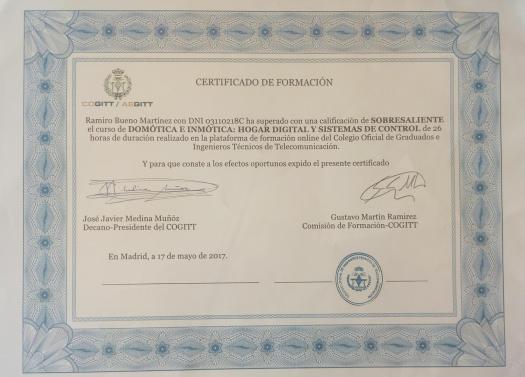 COGITT / AEGITT
CERTIFICADO DE FORMACIÓN
Ramiro Bueno Martínez con DNI 03110218C ha superado con una calificación de SOBRESALIENTE
el curso de DOMÓTICA E INMÓTICA: HOGAR DIGITAL Y SISTEMAS DE CONTROL de 26
horas de duración realizado en la plataforma de formación online del Colegio Oficial de Graduados e
Ingenieros Técnicos de Telecomunicación.
Y para que conste a los efectos oportunos expido el presente certificado
José Javier Medina Muñóz
Decano-Presidente del COGITT
Gustavo Martín Ramirez
Comisión de Formación-COGITT
En Madrid, a 17 de mayo de 2017.